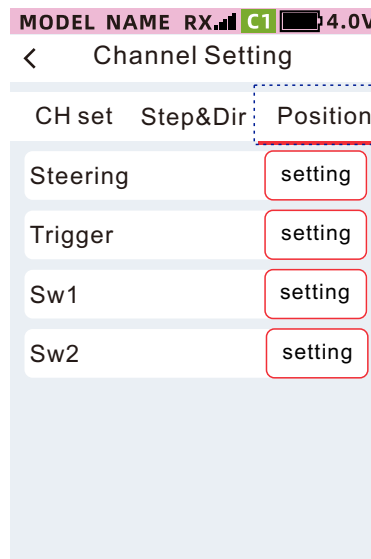 MODEL NAME RX C1 4.0V
< Channel Setting
CH set Step&Dir Position
Steering setting
Trigger setting
Sw1 setting
Sw2 setting